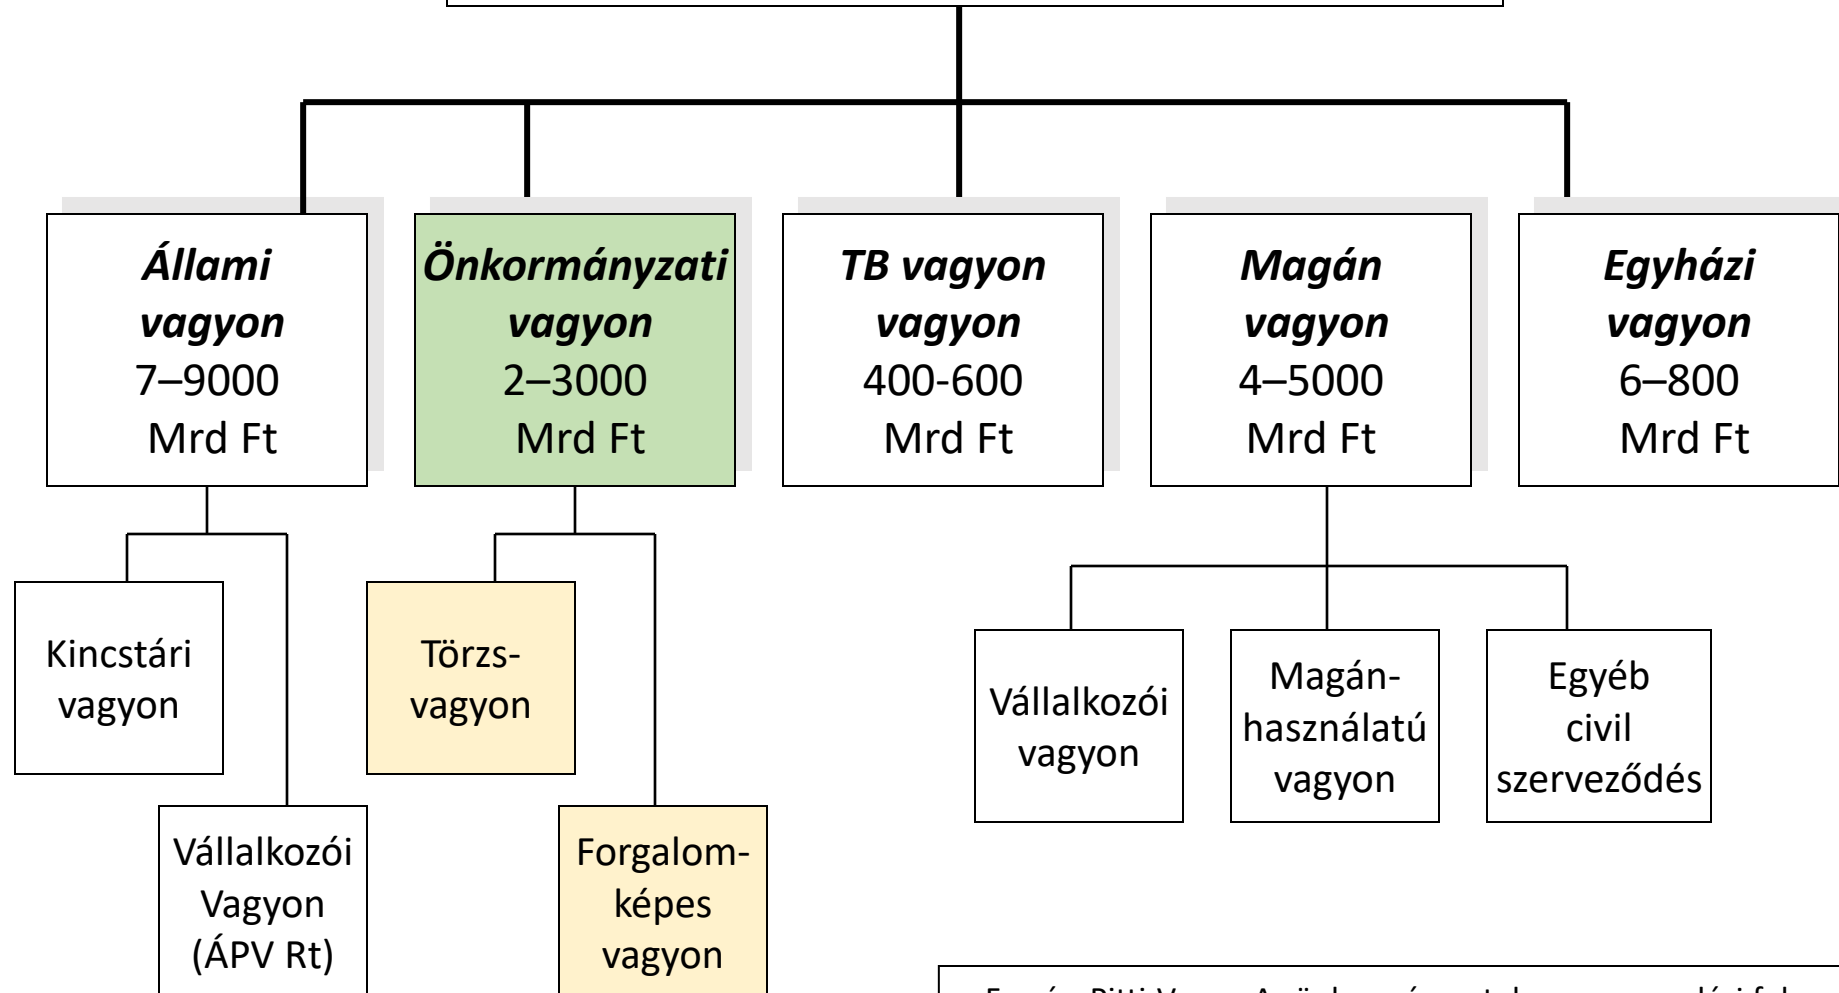 Állami
vagyon
7–9000
Mrd Ft
Önkormányzati
vagyon
2–3000
Mrd Ft
TB vagyon
vagyon
400-600
Mrd Ft
Magán
vagyon
4–5000
Mrd Ft
Egyházi
vagyon
6–800
Mrd Ft
Kincstári
vagyon
Vállalkozói
Vagyon
(ÁPV Rt)
Törzs-
vagyon
Forgalom-
képes
vagyon
Vállalkozói
vagyon
Magán-
használatú
vagyon
Egyéb
civil
szerveződés